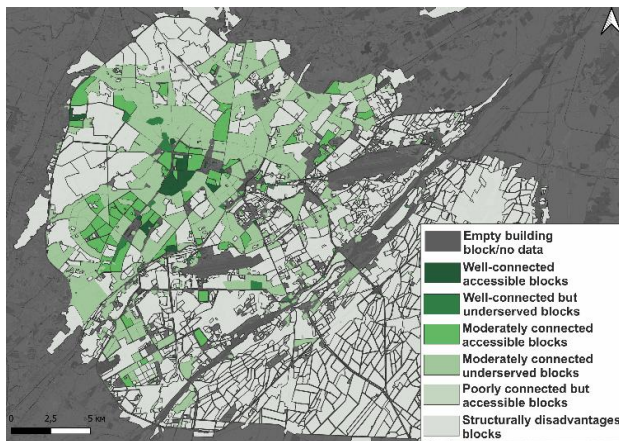 Empty building
block/no data
Well-connected
accessible blocks
Well-connected but
underserved blocks
Moderately connected
accessible blocks
Moderately connected
underserved blocks
Poorly connected but
accessible blocks
Structurally disadvantages
blocks
0 2,5 5 км